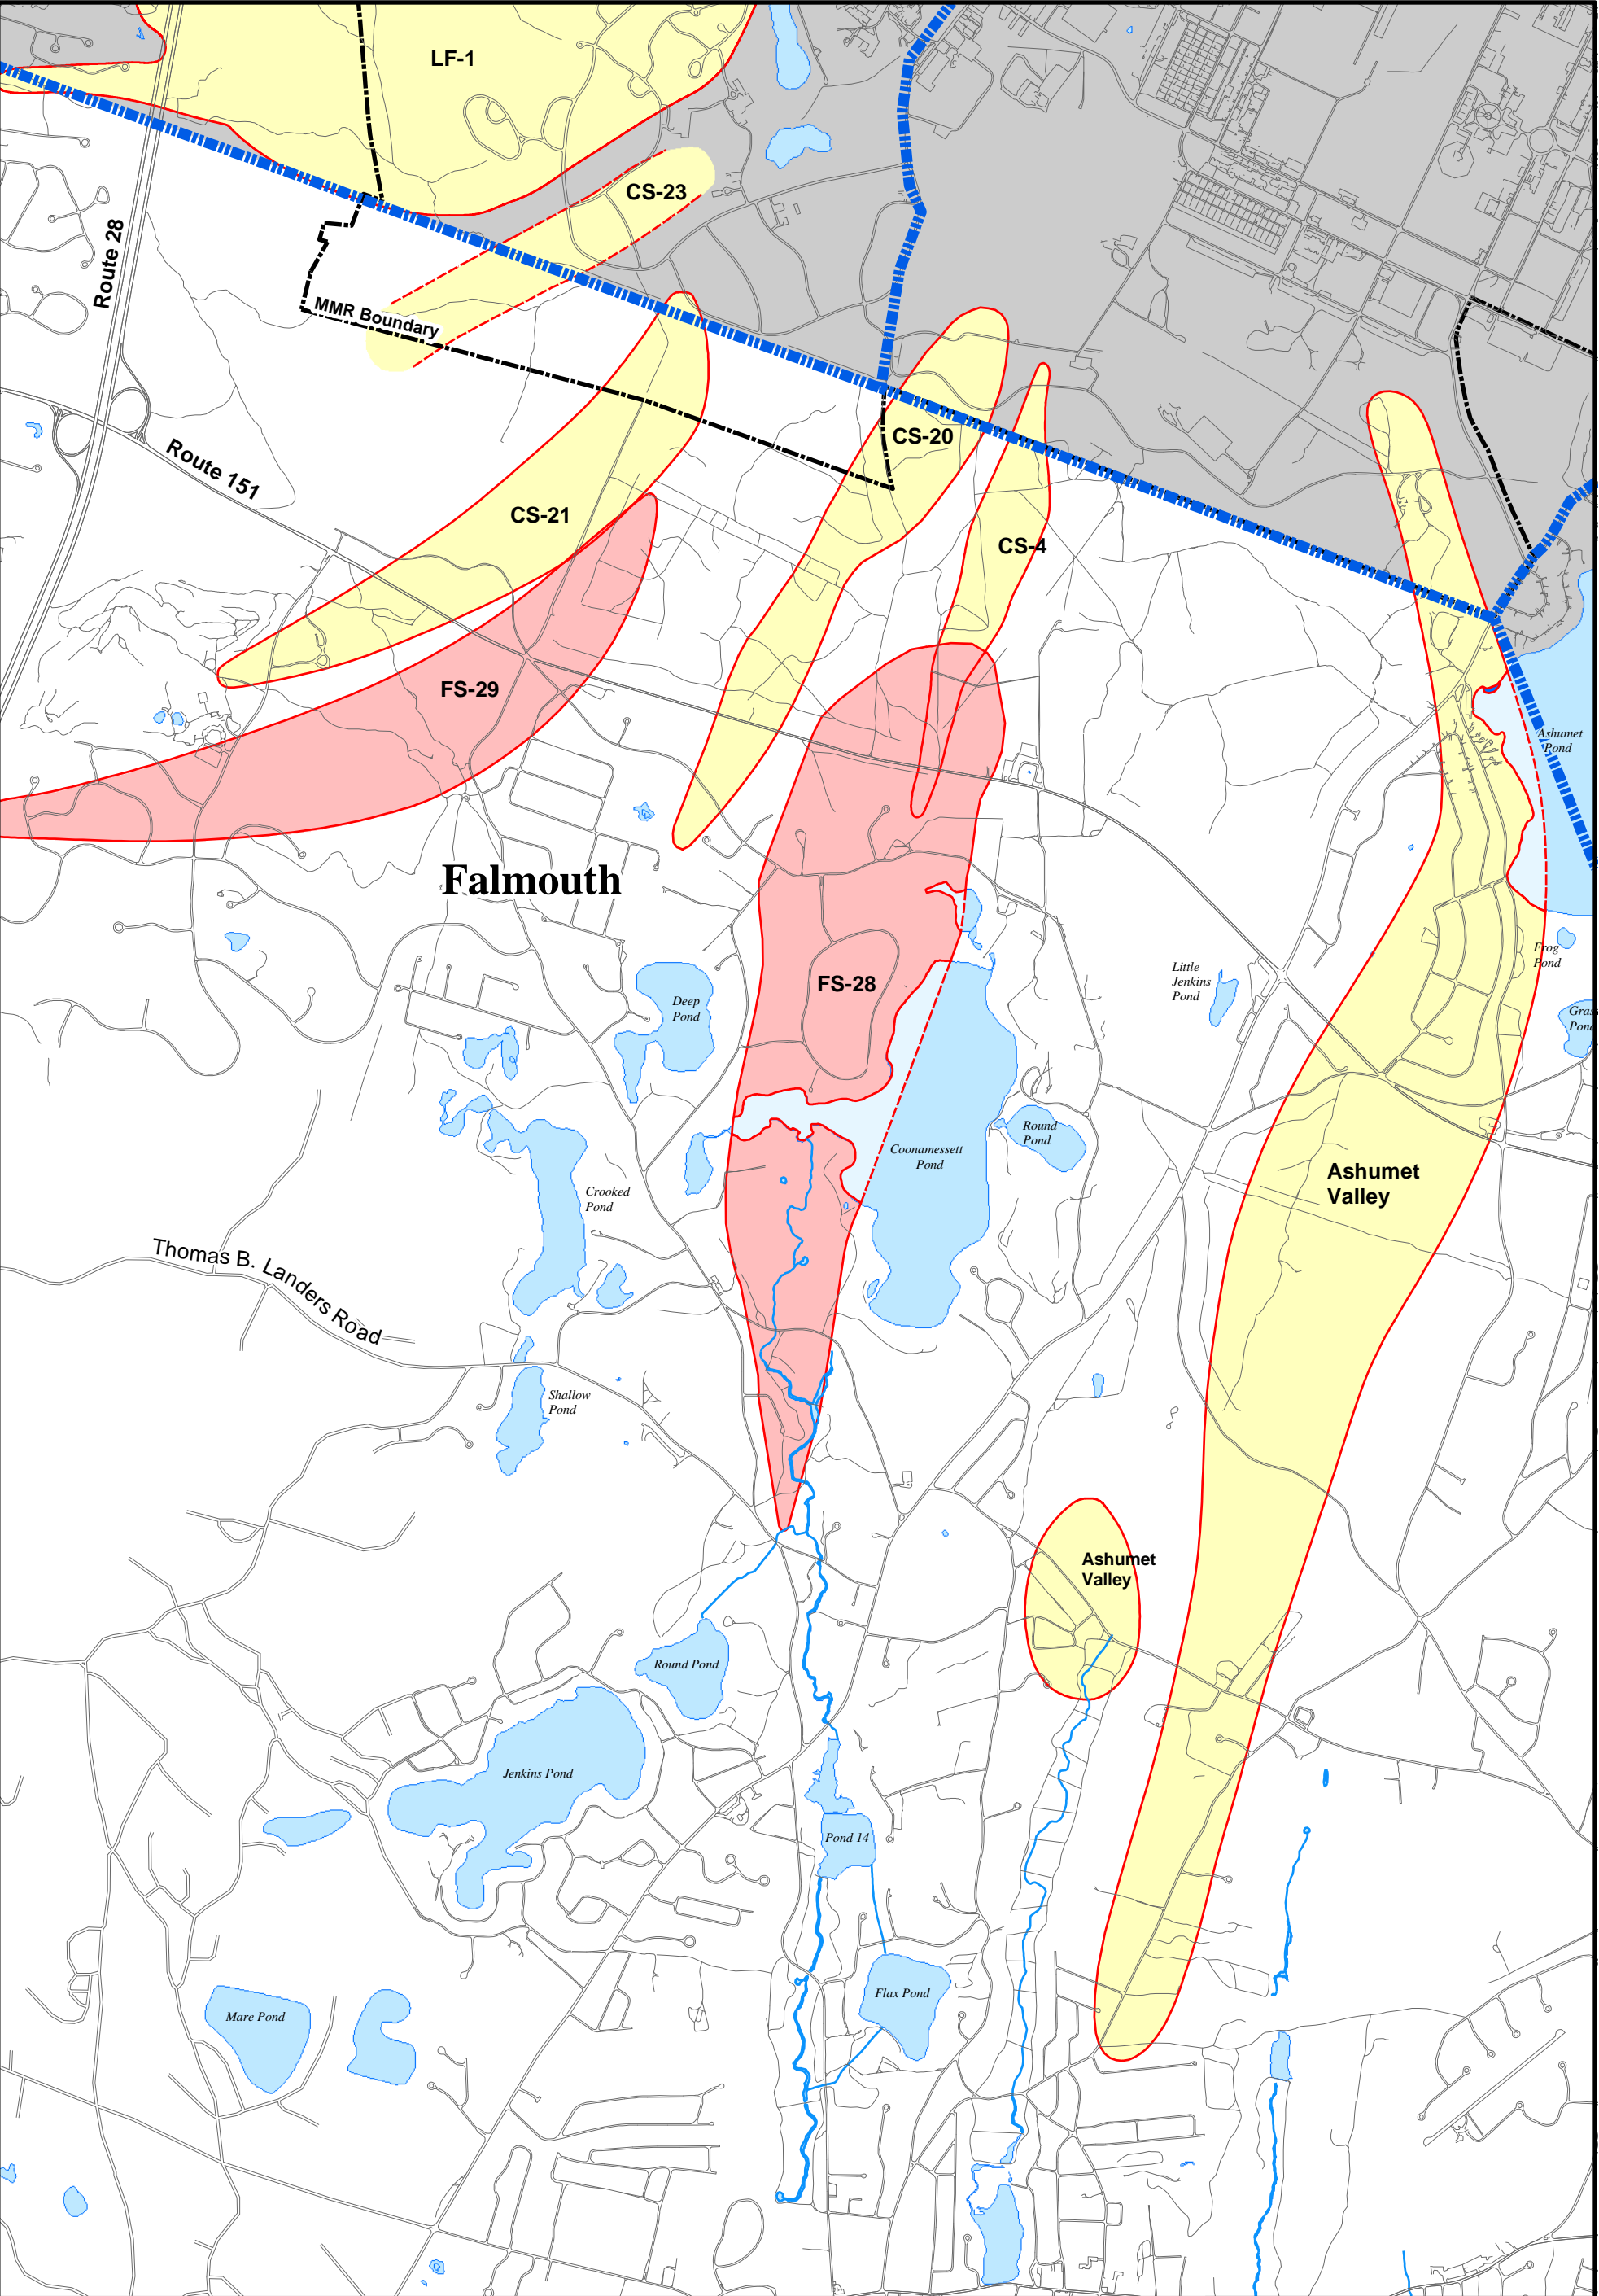 LF-1
CS-23
Route 28
MMR Boundary
CS-20
Route 151
CS-21
CS-4
FS-29
Ashumet
Pond
Falmouth
Frog
Pond
Little
Jenkins
Pond
FS-28
Deep
Pond
Gras
Pond
Round
Pond
Coonamessett
Pond
Ashumet
Valley
Crooked
Pond
Thomas B. Landers Road
Shallow
Pond
Ashumet
Valley
Round Pond
Jenkins Pond
Pond 14
Flax Pond
Mare Pond